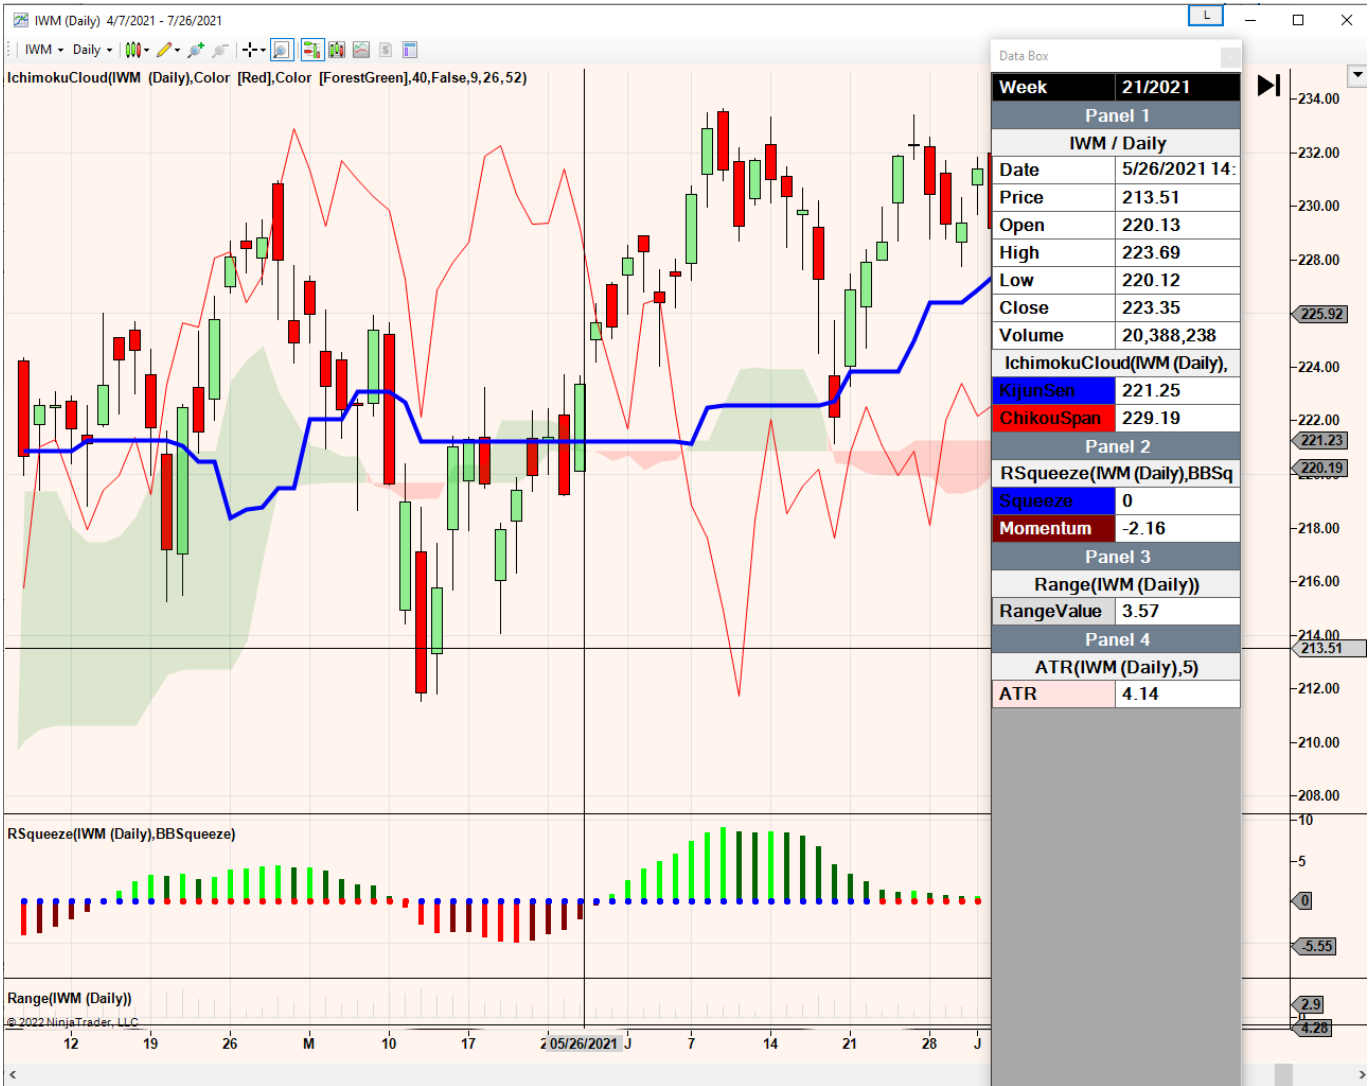 IWM (Daily) 4/7/2021 - 7/26/2021
L
IWM Daily
Data Box
IchimokuCloud(IWM (Daily),Color [Red],Color [ForestGreen],40,False,9,26,52)
Week 21/2021
Panel 1
IWM / Daily
Date 5/26/2021 14:
Price 213.51
Open 220.13
High 223.69
Low 220.12
Close 223.35
Volume 20,388,238
IchimokuCloud(IWM (Daily),
KijunSen 221.25
ChikouSpan 229.19
Panel 2
RSqueeze(IWM (Daily),BBSq
Squeeze 0
Momentum -2.16
Panel 3
Range(IWM (Daily))
RangeValue 3.57
Panel 4
ATR(IWM (Daily),5)
ATR 4.14
234.00
232.00
230.00
228.00
225.92
224.00
222.00
221.23
220.19
218.00
216.00
214.00
213.51
212.00
210.00
208.00
RSqueeze(IWM (Daily),BBSqueeze)
10
5
0
-5.55
Range(IWM (Daily))
2.9
4.28
© 2022 NinjaTrader, LLC
12 19 26 M 10 17 05/26/2021 J 7 14 21 28 J